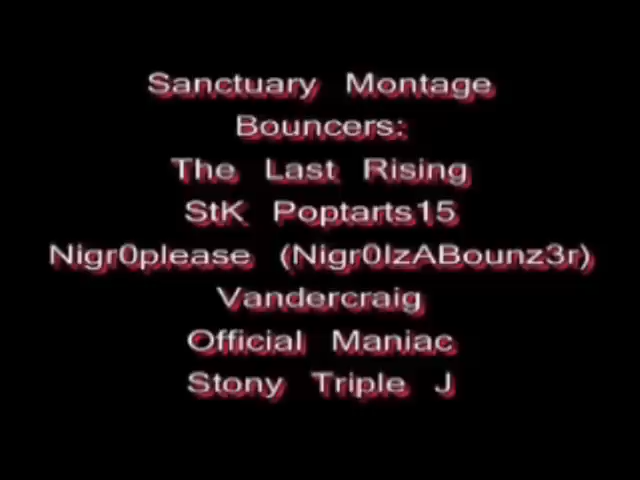 Sanctuary Montage
Bouncers:
The Last Rising
StK Poptarts15
Nigr0please (Nigr0IzABounz3r)
Vandercraig
Official Maniac
Stony Triple J